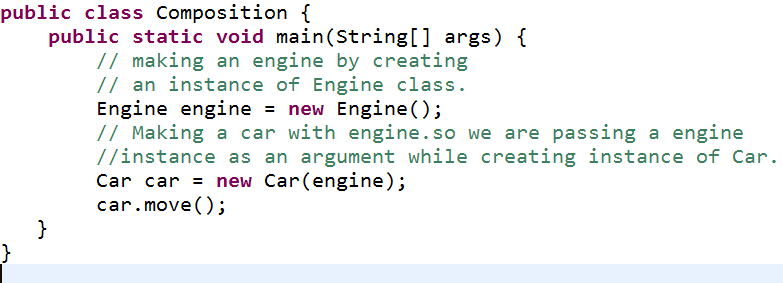 public class Composition {
    public static void main(String[] args) {
        // making an engine by creating
        // an instance of Engine class.
        Engine engine = new Engine();
        // Making a car with engine.so we are passing a engine
        //instance as an argument while creating instance of Car.
        Car car = new Car(engine);
        car.move();
   }
}